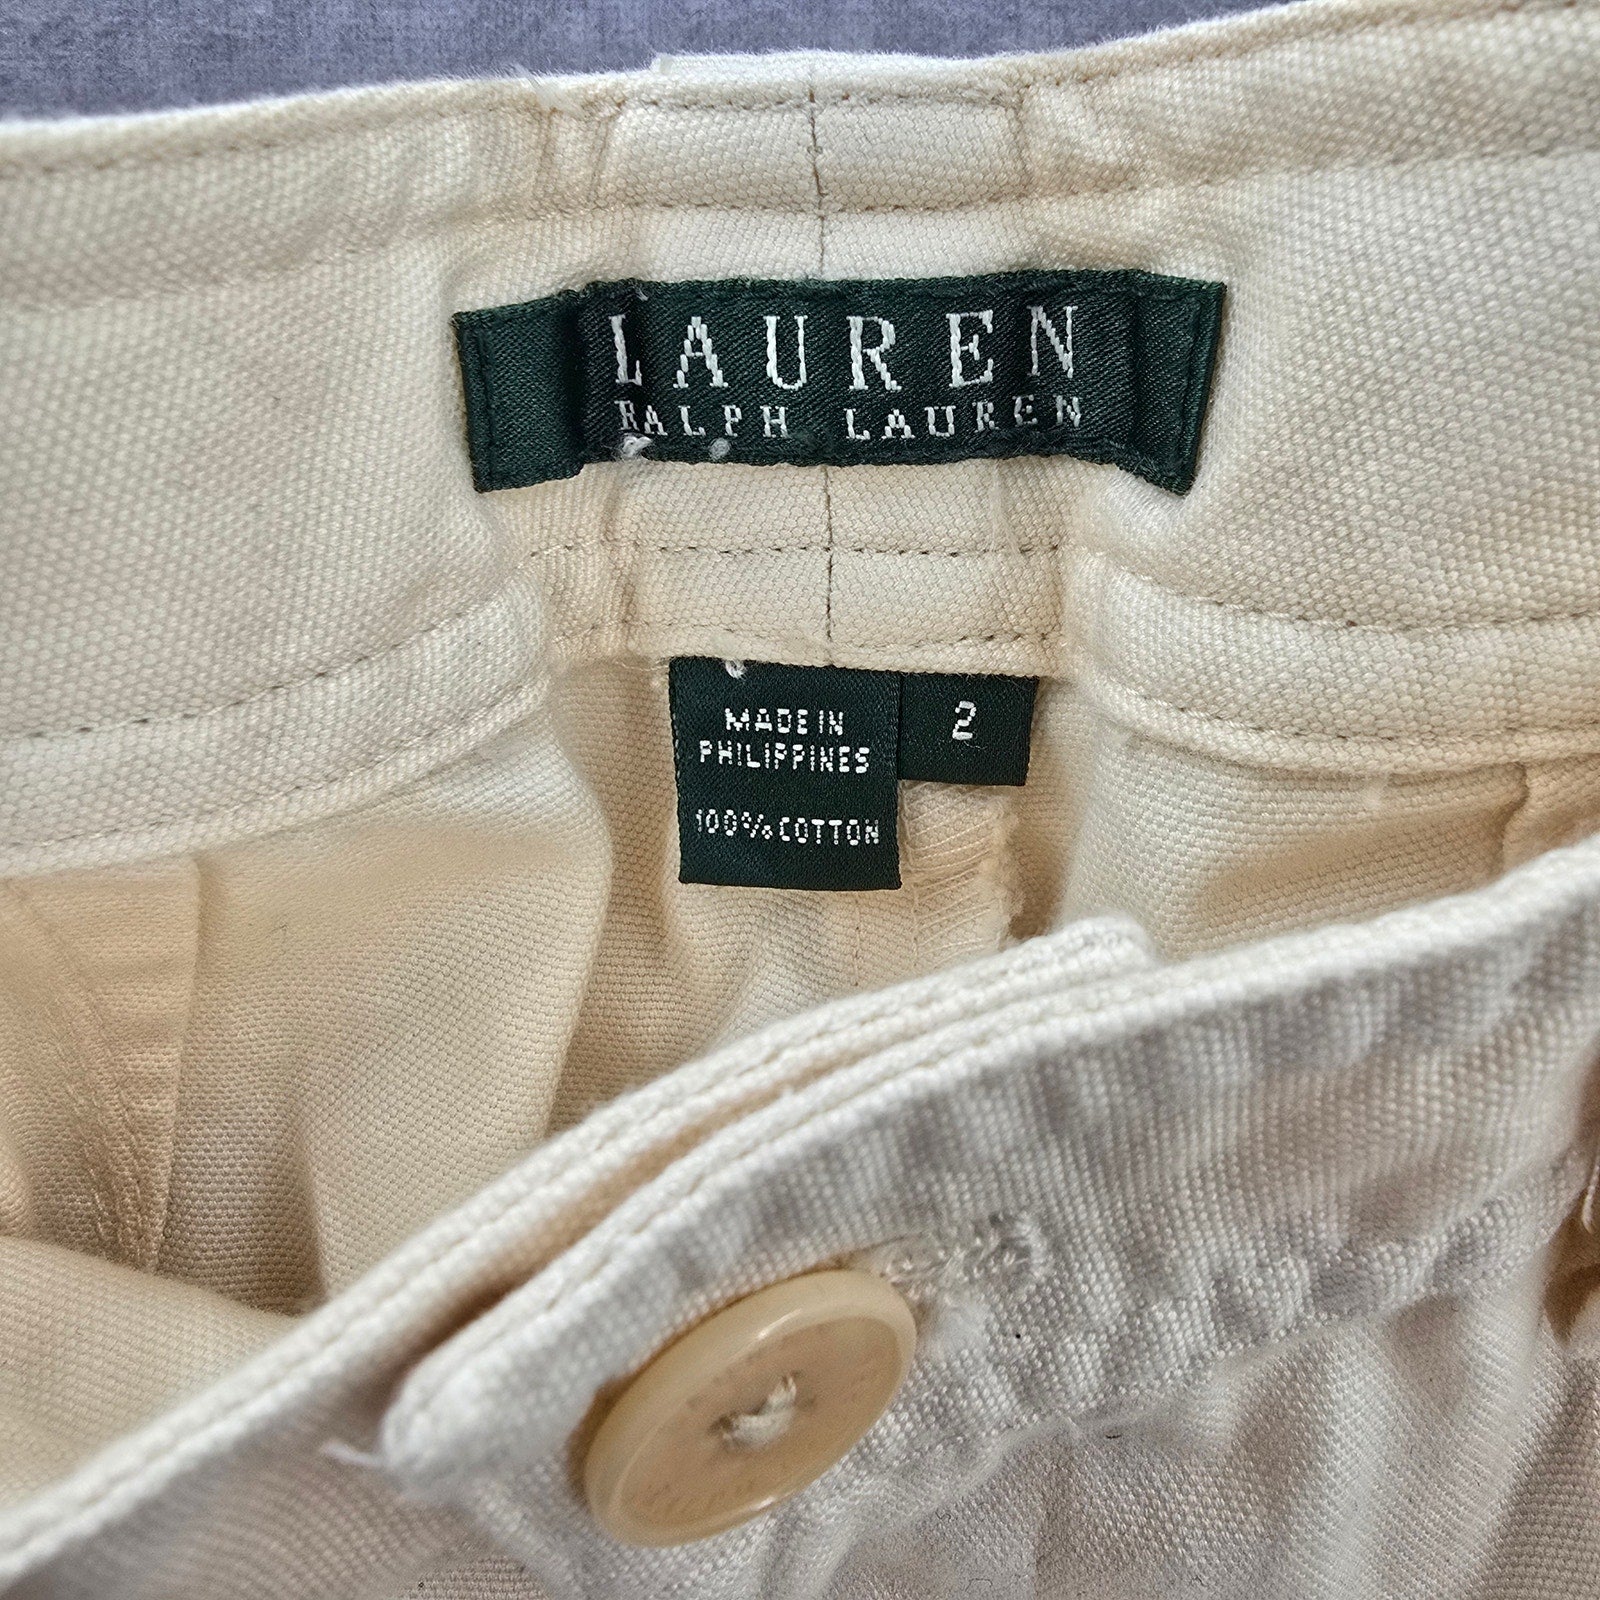 LAUREN
RALPH LAUREN
MADE IN
PHILIPPINES
100% COTTON
2